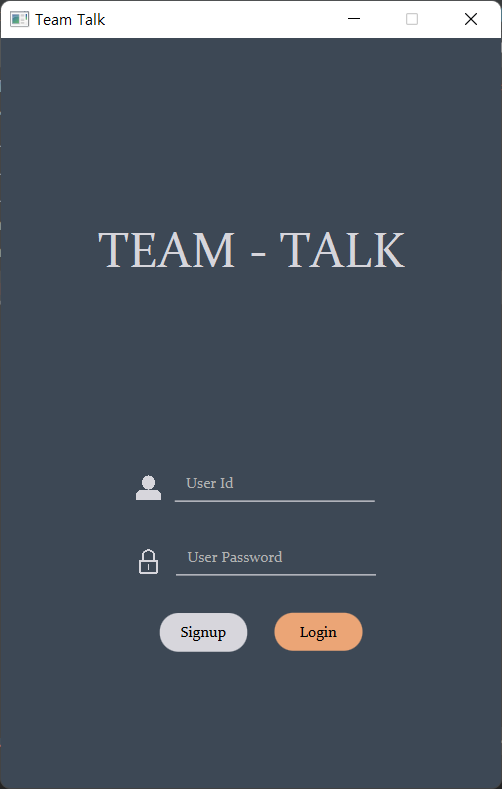 Team Talk
TEAM - TALK
User Id
User Password
Signup
Login